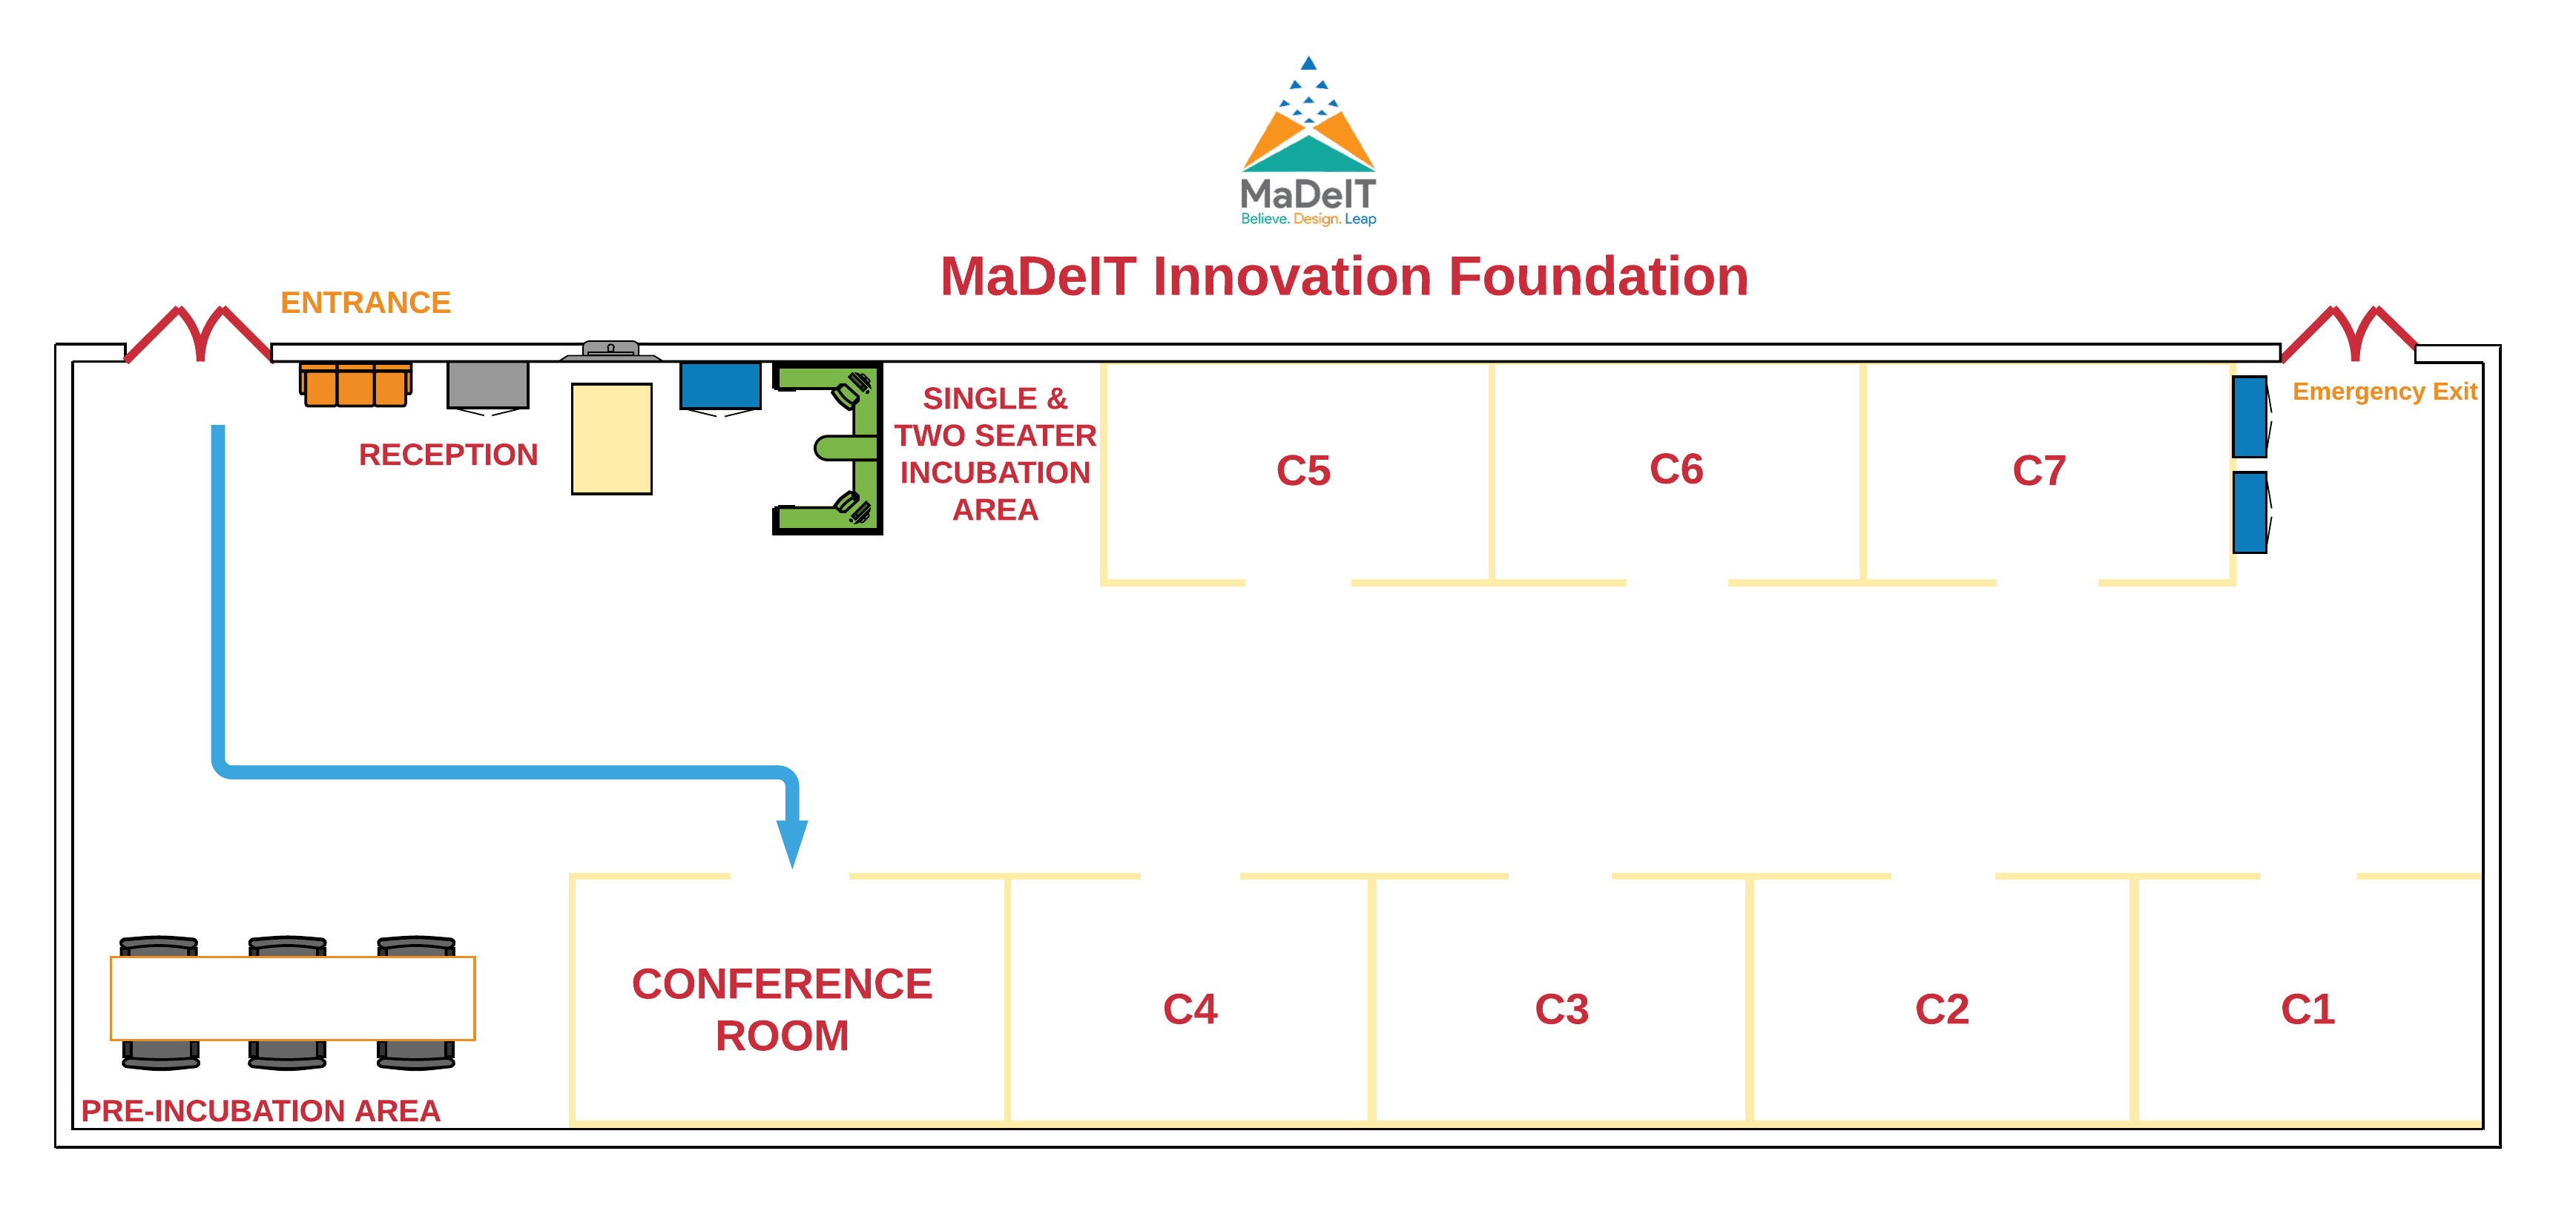 MaDeIT
Believe. Design. Leap
MaDeIT Innovation Foundation
ENTRANCE
Emergency Exit
RECEPTION
SINGLE &
TWO SEATER
INCUBATION
AREA
C5
C6
C7
CONFERENCE
ROOM
C4
C3
C2
C1
PRE-INCUBATION AREA